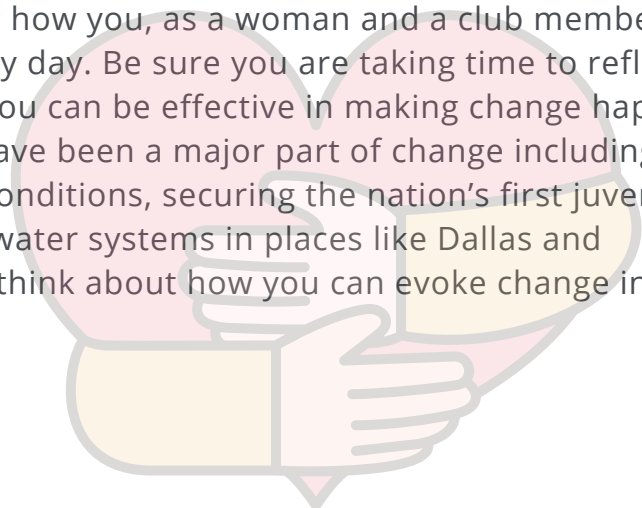 how you, as a woman and a club membe
y day. Be sure you are taking time to refl
ou can be effective in making change hap
ave been a major part of change including
onditions, securing the nation’s first juve
water systems in places like Dallas and
think about how you can evoke change in